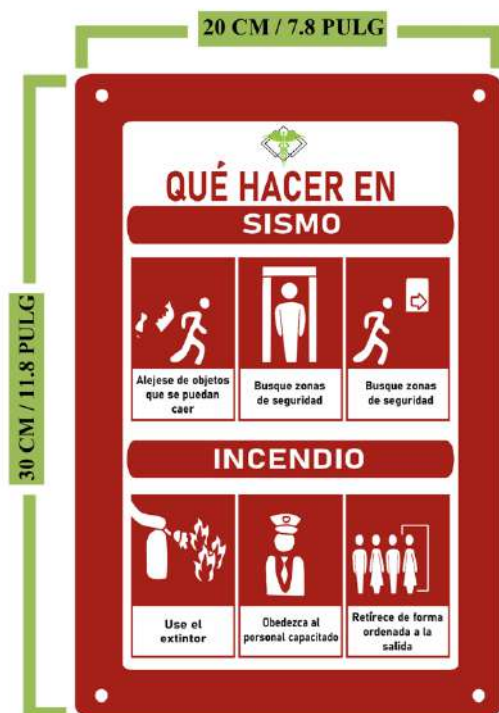 20 CM / 7.8 PULG
30 CM / 11.8 PULG
QUÉ HACER EN
SISMO
Alejese de objetos
que se puedan
caer
Busque zonas
de seguridad
Busque zonas
de seguridad
INCENDIO
Use el
extintor
Obedezca al
personal capacitado
Retírece de forma
ordenada a la
salida